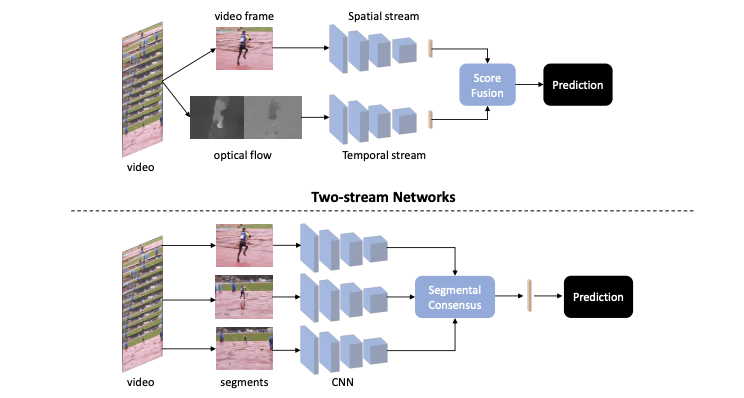 video frame
Spatial stream
Score
Fusion
Prediction
optical flow
Temporal stream
video
Two-stream Networks
Segmental
Consensus
Prediction
video
segments
CNN